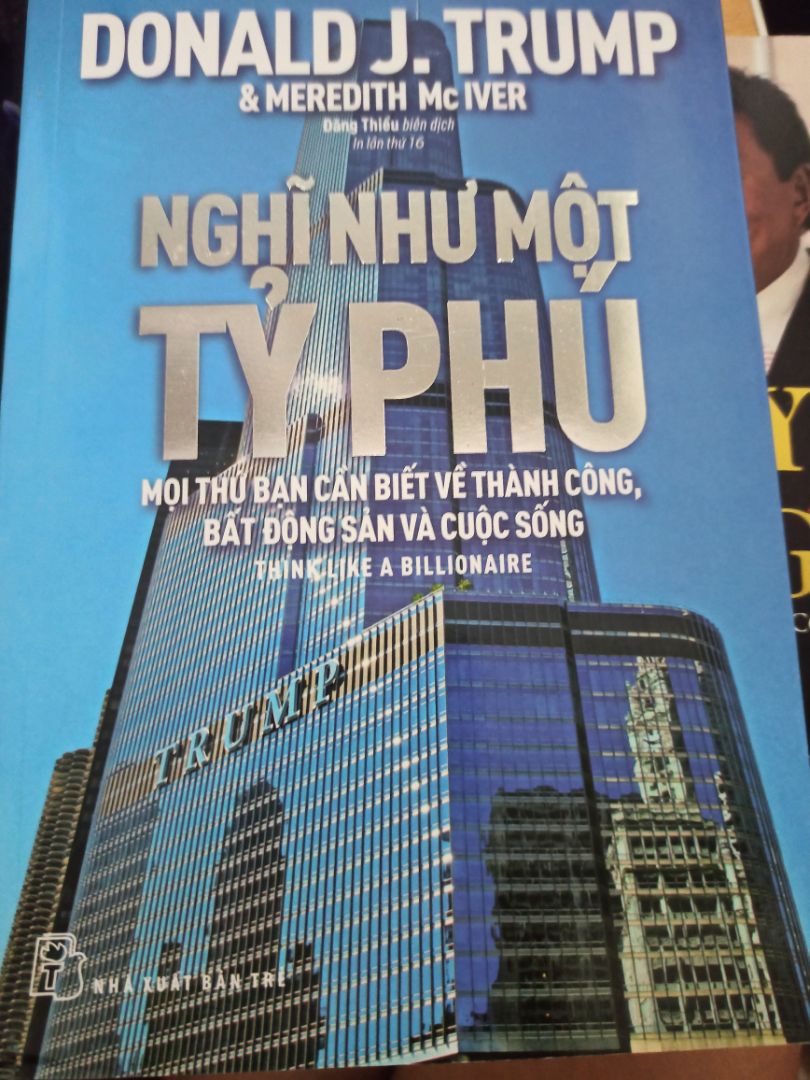 DONALD J. TRUMP
& MEREDITH Mc IVER
Đăng Thiều biên dịch
In lần thứ 16
NGHĨ NHƯ MỘT
TỶ PHÚ
MỌI THỨ BẠN CẦN BIẾT VỀ THÀNH CÔNG,
BẤT ĐỘNG SẢN VÀ CUỘC SỐNG
THINK LIKE A BILLIONAIRE
TRUMP
T
NHÀ XUẤT BẢN TRẺ
Y